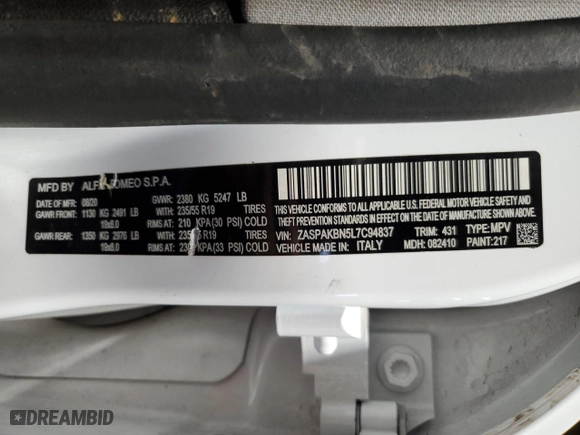 MFD BY ALFA ROMEO S.P.A.
DATE OF MFR: 08/20 GVWR: 2380 KG 5247 LB
GAWR FRONT: 1130 KG 2491 LB WITH: 235/55 R19 TIRES
19x8.0 RIMS AT: 210 KPA(30 PSI) COLD
GAWR REAR: 1350 KG 2976 LB WITH: 235/55 R19 TIRES
19x8.0 RIMS AT: 230 KPA(33 PSI) COLD
THIS VEHICLE CONFORMS TO ALL APPLICABLE U.S. FEDERAL MOTOR VEHICLE SAFETY, BUMPER, AND
THEFT PREVENTION STANDARDS IN EFFECT ON THE DATE OF MANUFACTURE SHOWN ABOVE.
VIN: ZASPAKBN5L7C94837 TRIM: 431 TYPE: MPV
VEHICLE MADE IN: ITALY MDH: 082410 PAINT: 217
DREAMBID